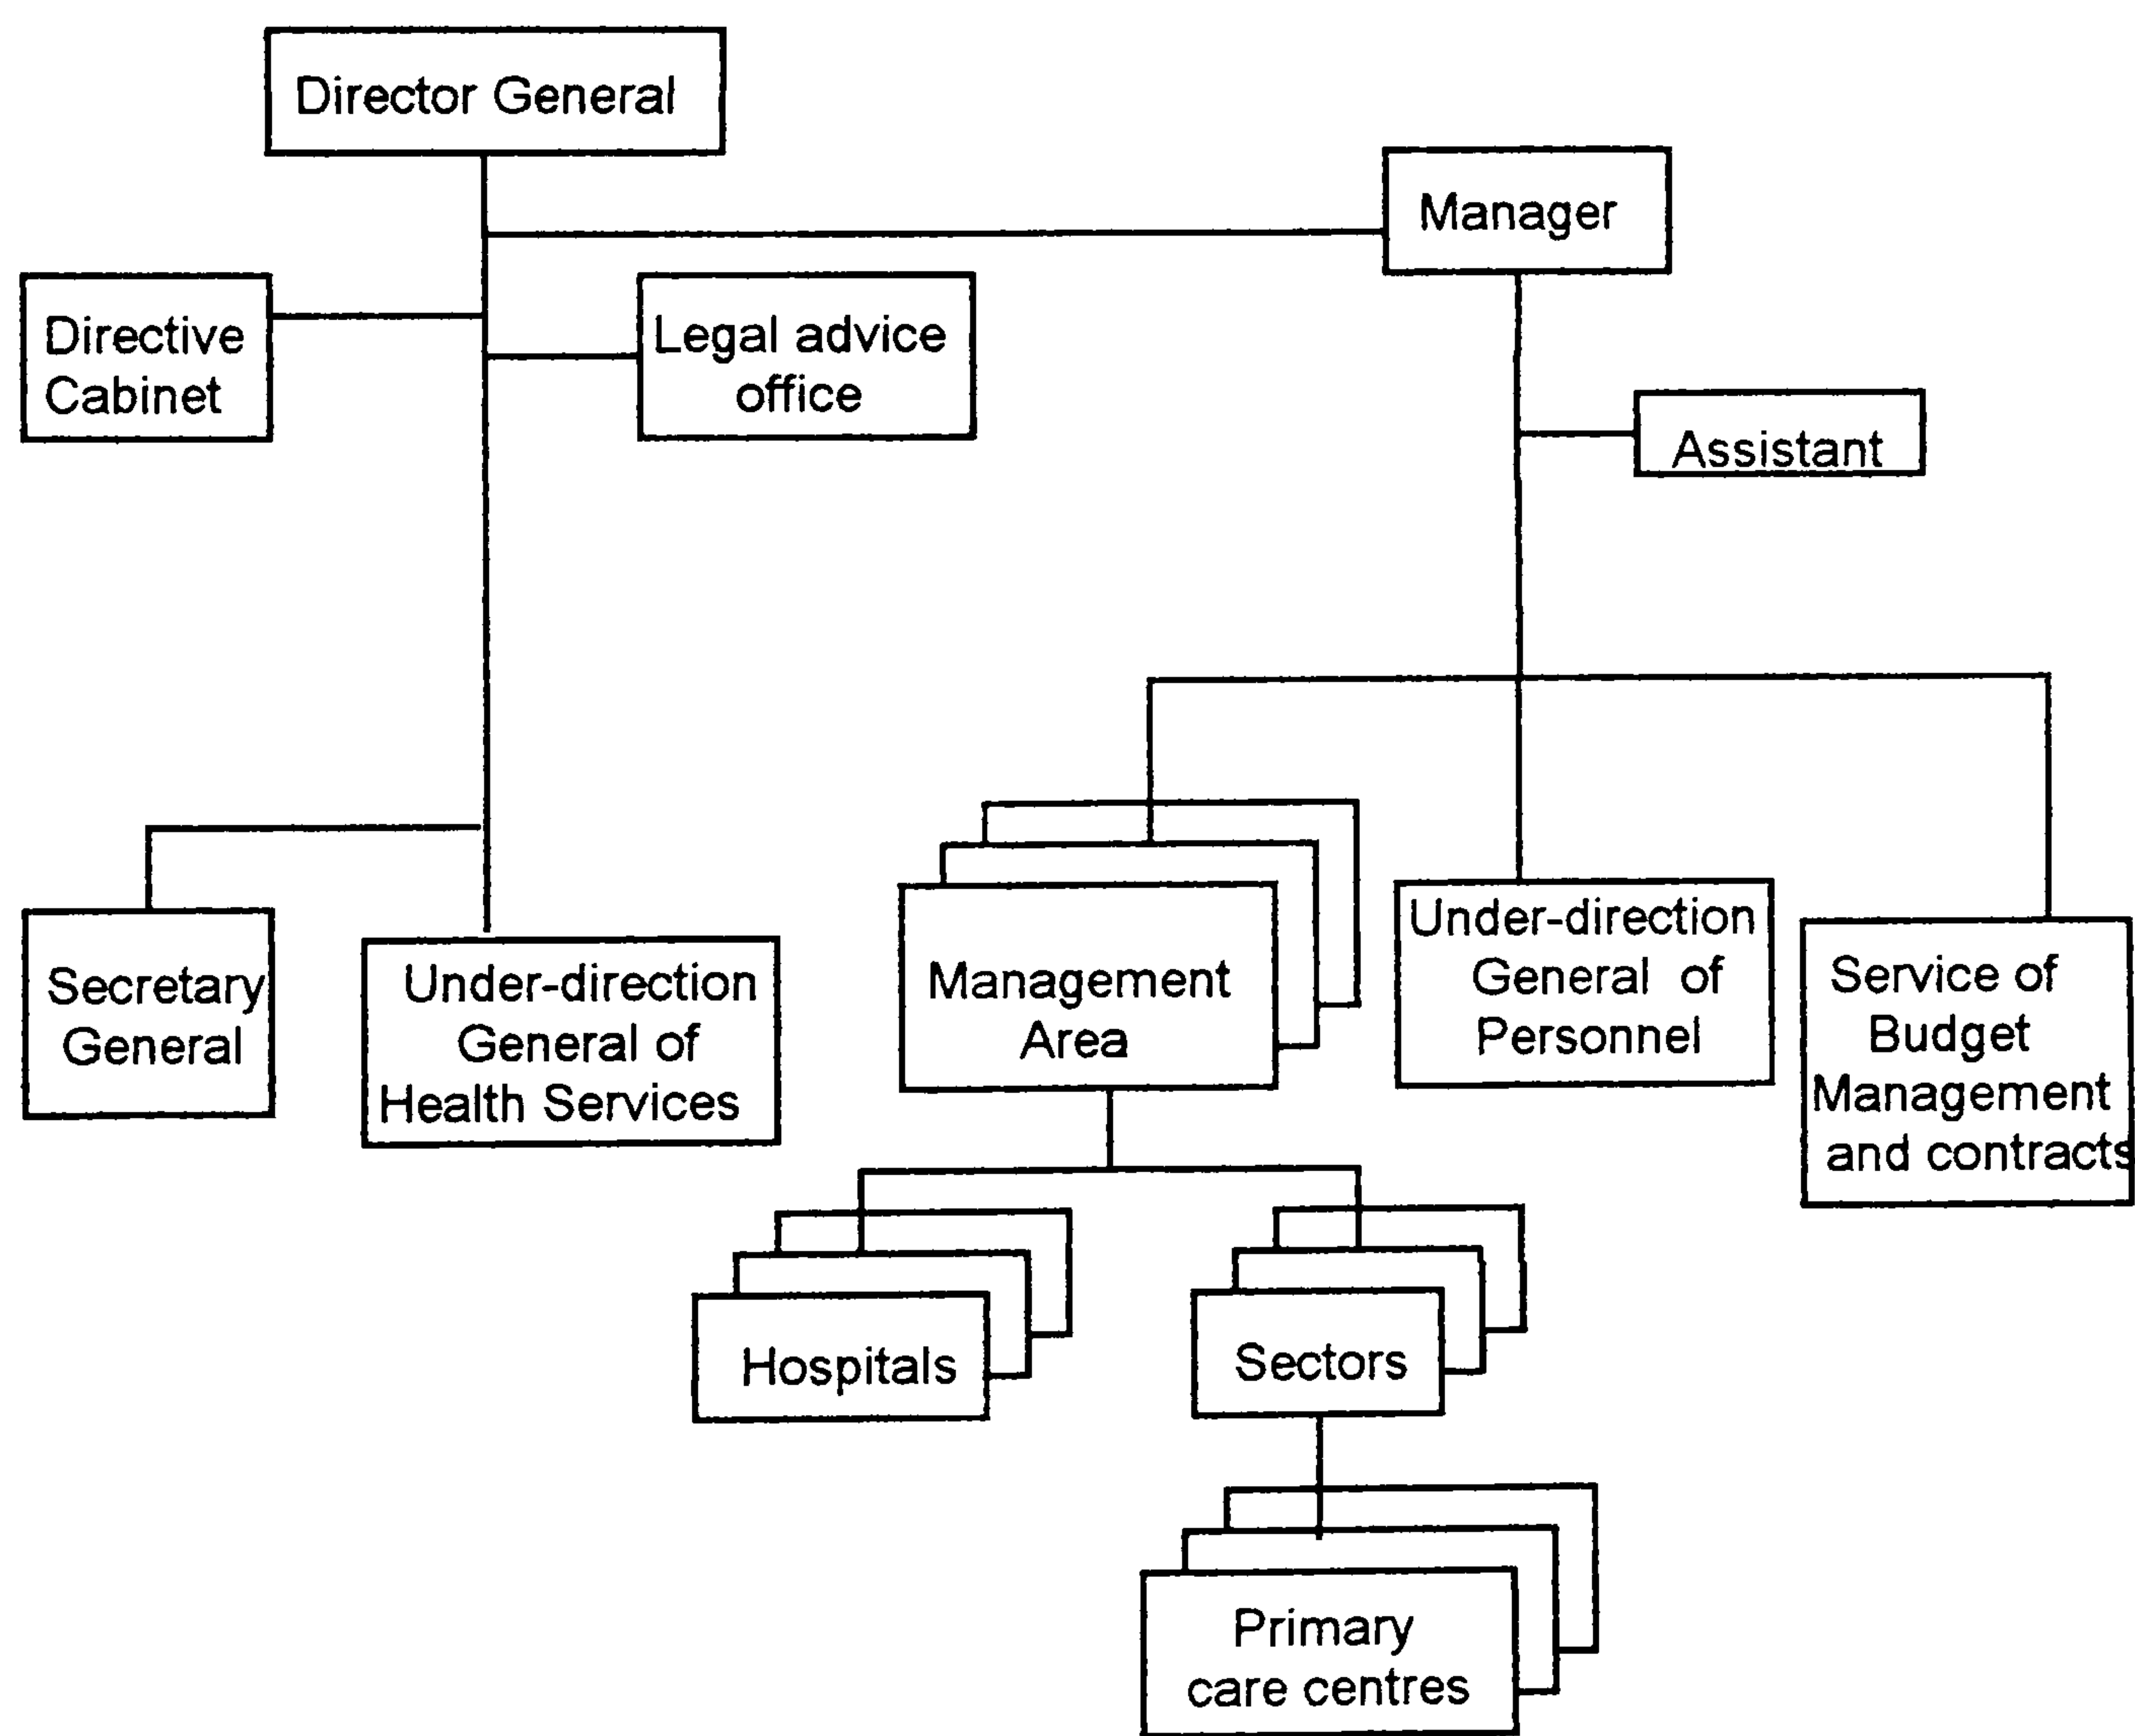 Director General
Manager
Directive
Cabinet
Legal advice
office
Assistant
Secretary
General
Under-direction
General of
Health Services
Management
Area
Under-direction
General of
Personnel
Service of
Budget
Management
and contracts
Hospitals
Sectors
Primary
care centres